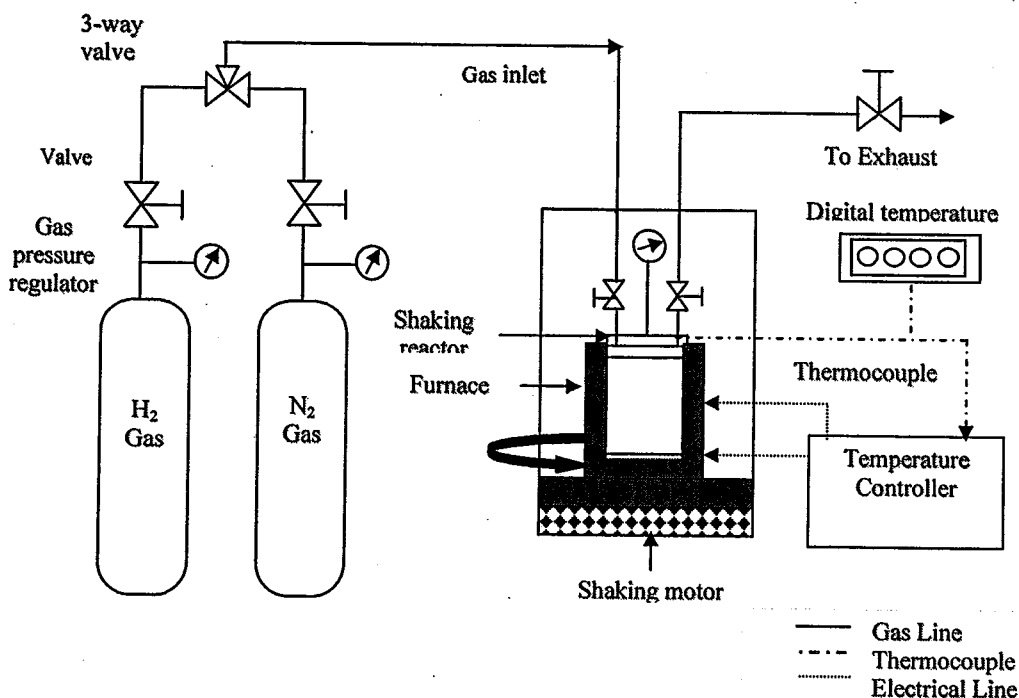 3-way
valve
Gas inlet
Valve
To Exhaust
Gas
pressure
regulator
Digital temperature
Shaking
reactor
Furnace
Thermocouple
H₂
Gas
N₂
Gas
Temperature
Controller
Shaking motor
Gas Line
Thermocouple
Electrical Line